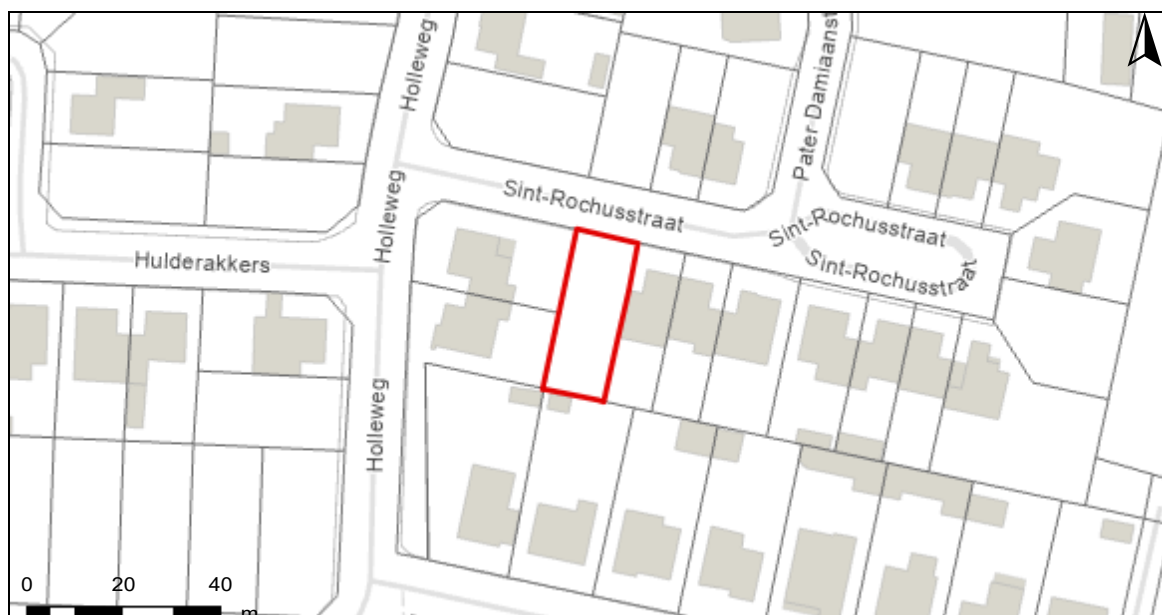 Holleweg
Pater Damiaanst
Sint-Rochusstraat
Holleweg
Sint-Rochusstraat
Hulderakkers
Sint-Rochusstraat
Holleweg
0 20 40
m